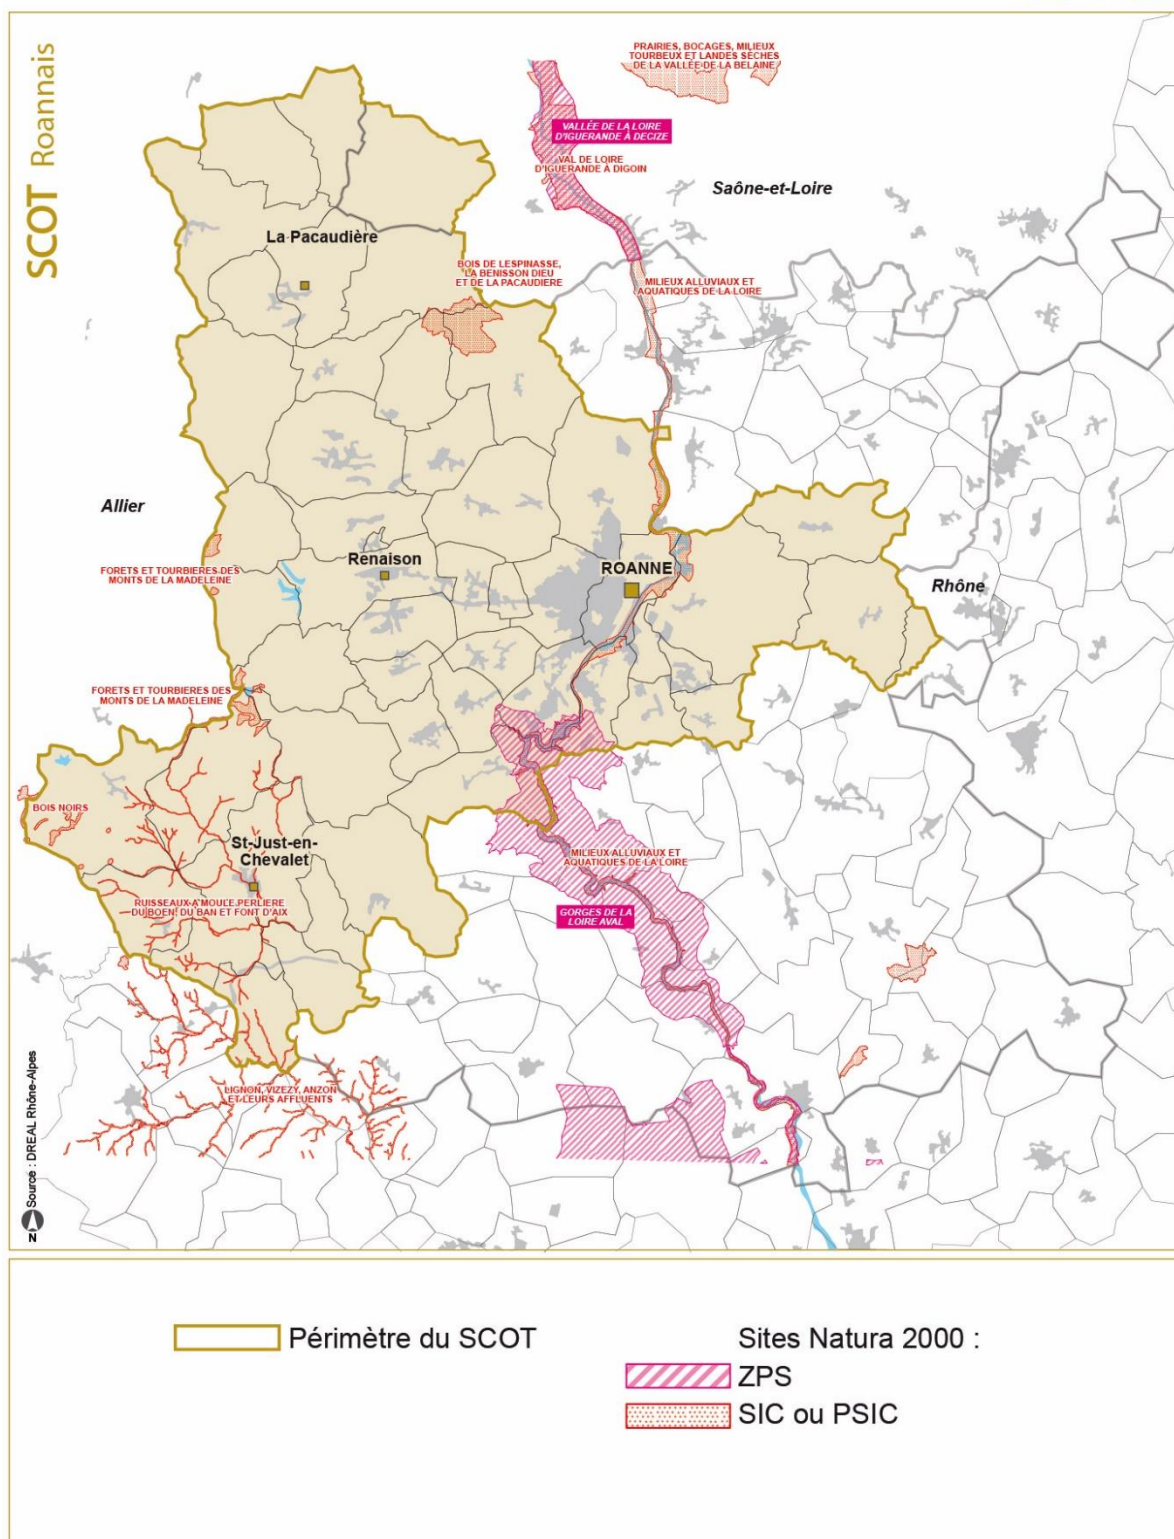 SCOT Roannais
PRAIRIES, BOCAGES, MILIEUX
TOURBEUX ET LANDES SÈCHES
DE LA VALLÉE DE LA BELAINE
VALLÉE DE LA LOIRE
D'IGUERANDE À DECIZE
VAL DE LOIRE
D'IGUERANDE À DIGOIN
Saône-et-Loire
La Pacaudière
BOIS DE LESPINASSE,
LA BENISSON DIEU
ET DE LA PACAUDIERE
MILIEUX ALLUVIAUX ET
AQUATIQUES DE LA LOIRE
Allier
Renaison
ROANNE
FORETS ET TOURBIERES DES
MONTS DE LA MADELEINE
Rhône
FORETS ET TOURBIERES DES
MONTS DE LA MADELEINE
BOIS NOIRS
St-Just-en-
Chevalet
MILIEUX ALLUVIAUX ET
AQUATIQUES DE LA LOIRE
RUISSEAUX A MOULE PERLIERE
DU BOEN, DU BAN ET FONT D'AIX
GORGES DE LA
LOIRE AVAL
LIGNON, VIZEZY, ANZON
ET LEURS AFFLUENTS
N
Source : DREAL Rhône-Alpes
Périmètre du SCOT
Sites Natura 2000 :
ZPS
SIC ou PSIC